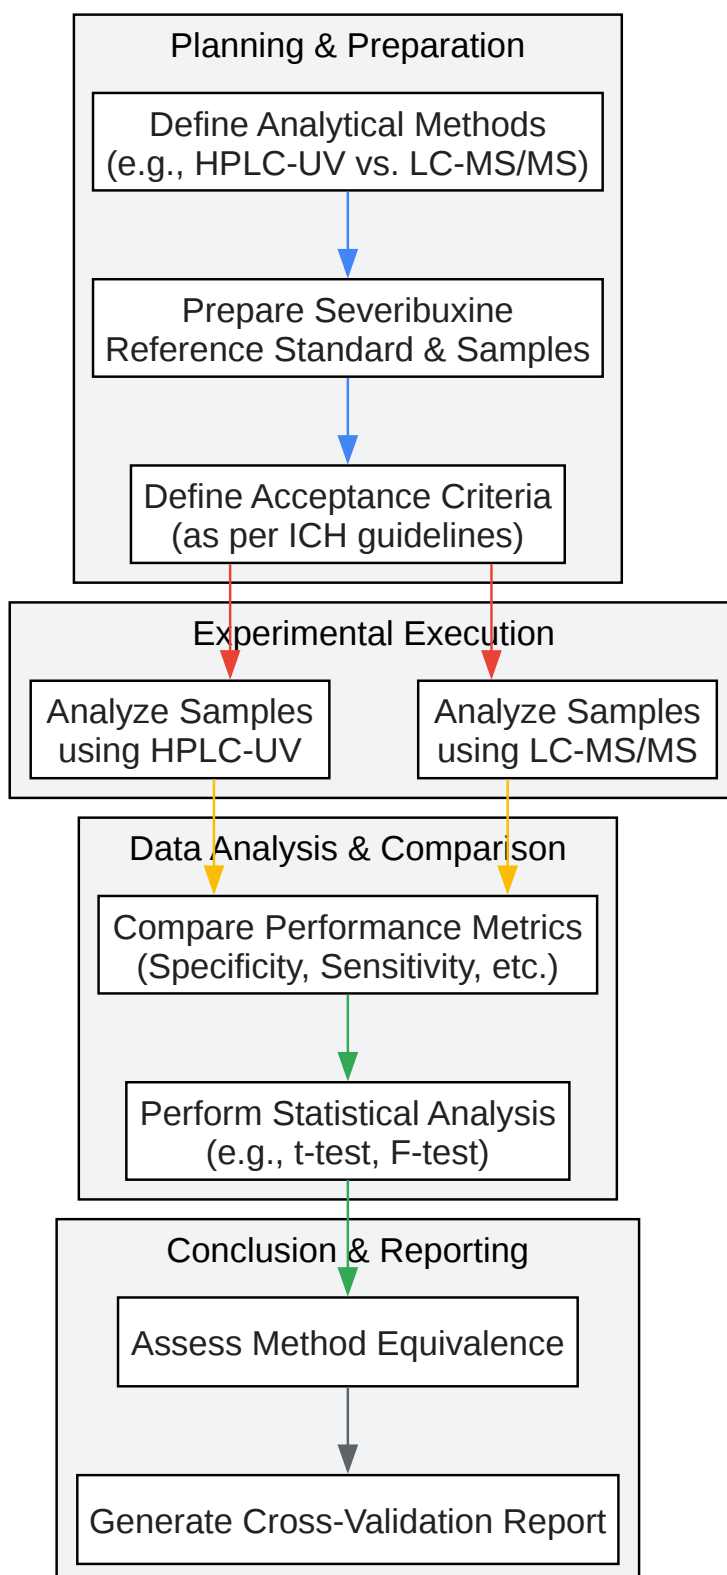 Planning & Preparation
Define Analytical Methods
(e.g., HPLC-UV vs. LC-MS/MS)
Prepare Severibuxine
Reference Standard & Samples
Define Acceptance Criteria
(as per ICH guidelines)
Experimental Execution
Analyze Samples
using HPLC-UV
Analyze Samples
using LC-MS/MS
Data Analysis & Comparison
Compare Performance Metrics
(Specificity, Sensitivity, etc.)
Perform Statistical Analysis
(e.g., t-test, F-test)
Conclusion & Reporting
Assess Method Equivalence
Generate Cross-Validation Report